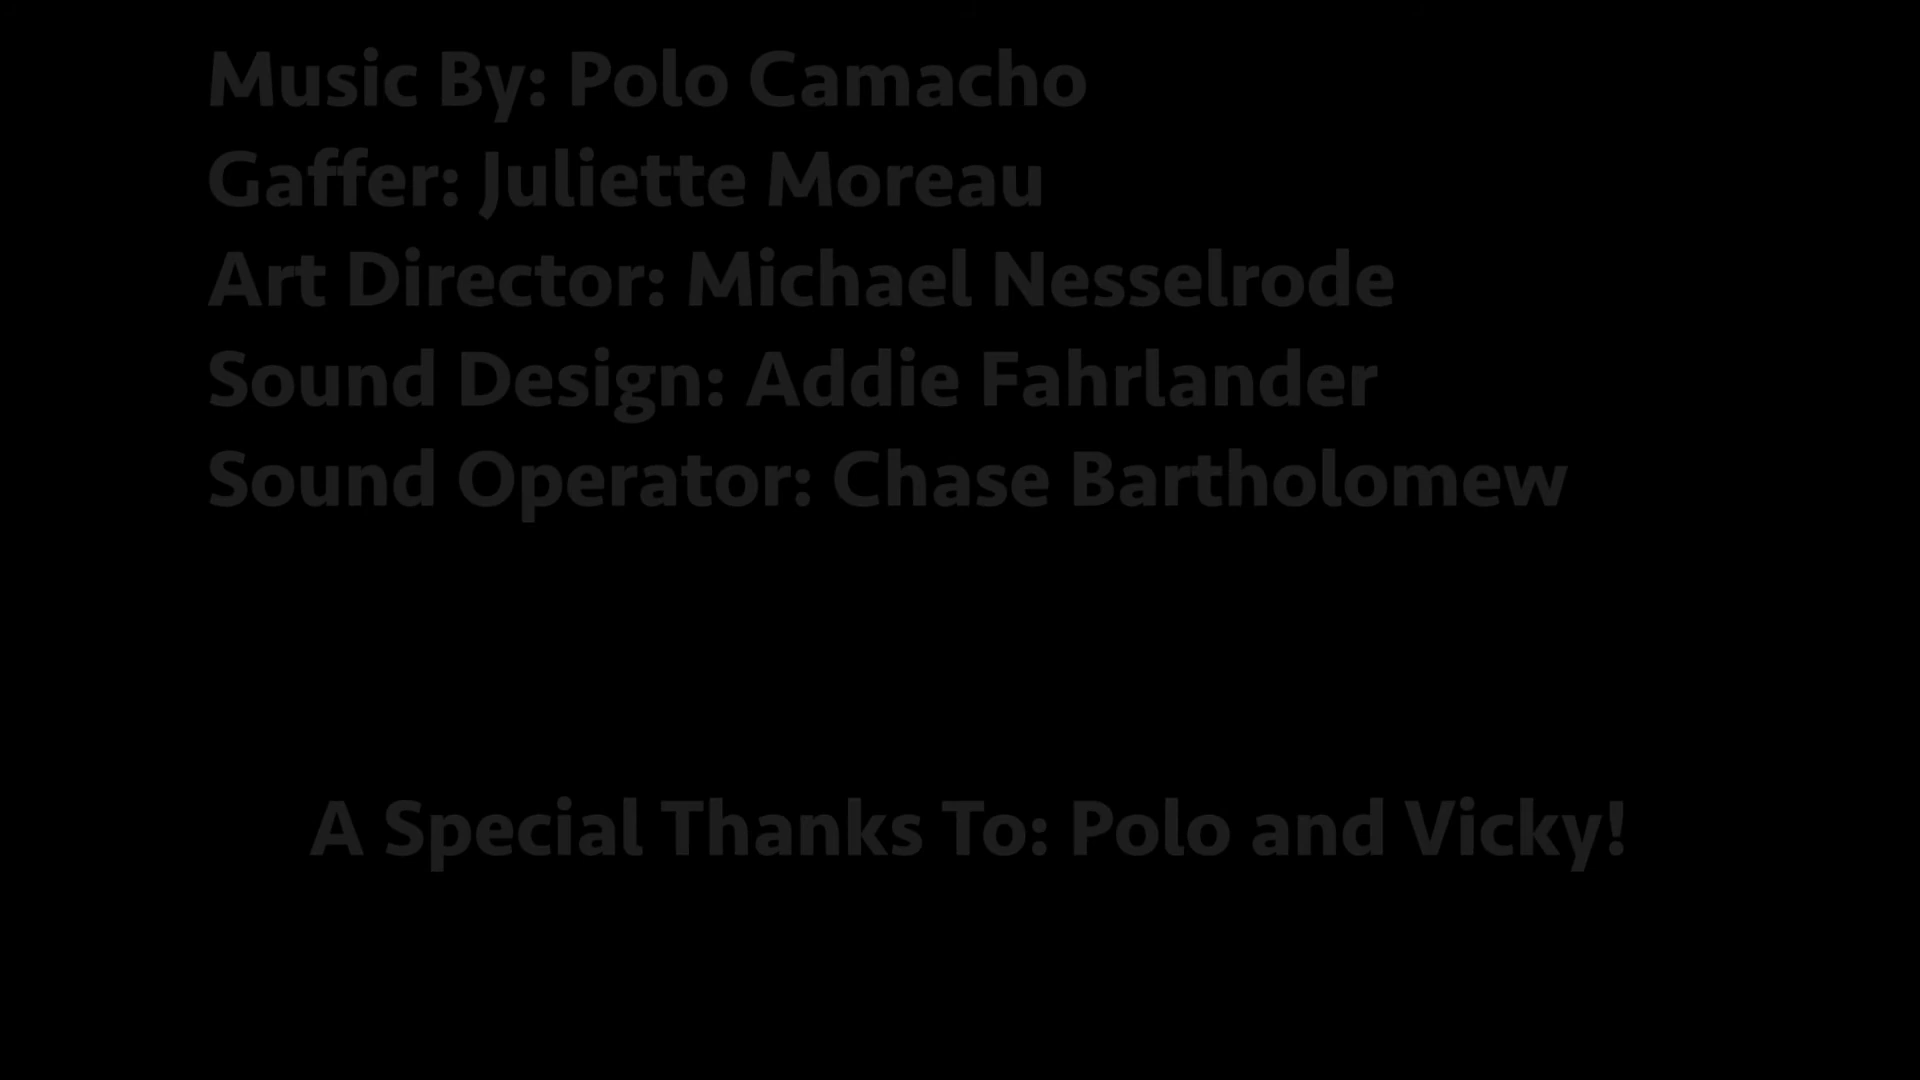 Music By: Polo Camacho
Gaffer: Juliette Moreau
Art Director: Michael Nesselrode
Sound Design: Addie Fahrlander
Sound Operator: Chase Bartholomew
A Special Thanks To: Polo and Vicky!